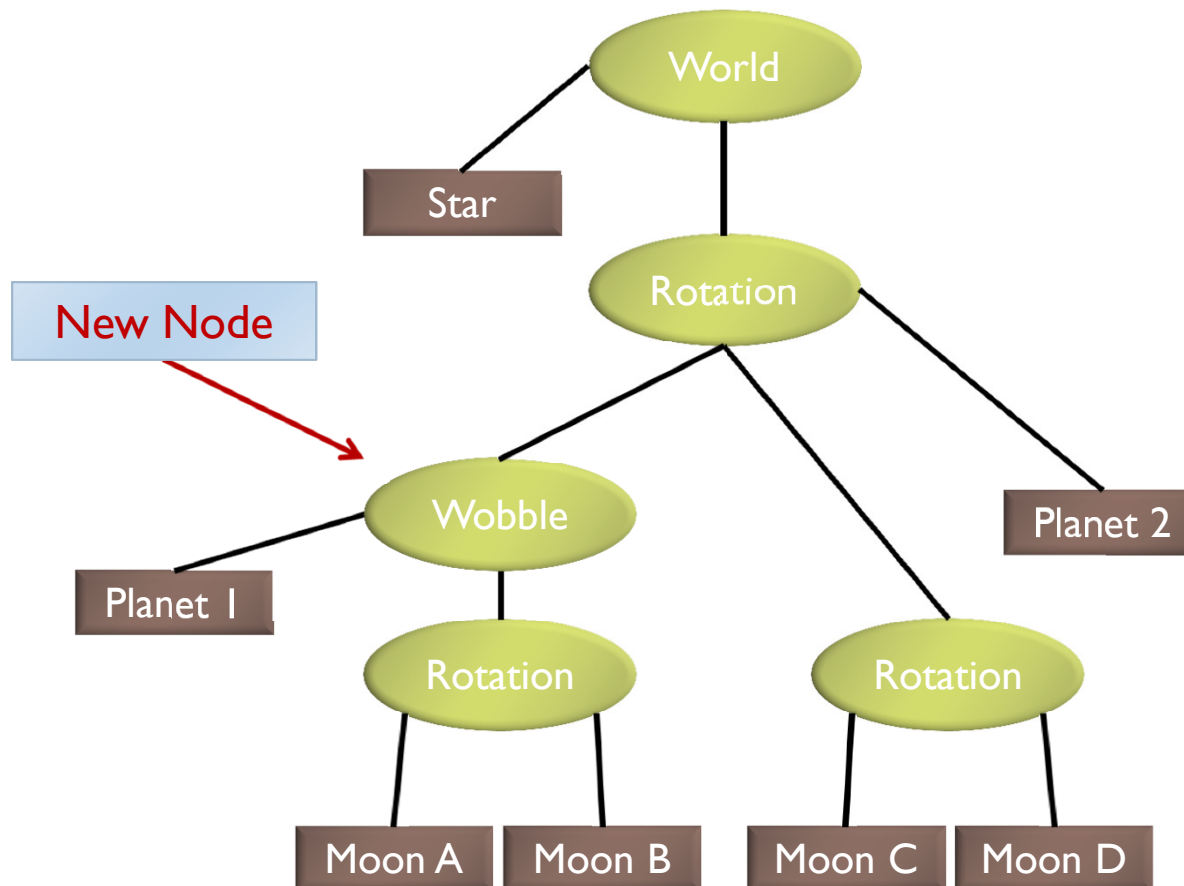 World
Star
Rotation
New Node
Wobble
Planet 2
Planet 1
Rotation
Rotation
Moon A
Moon B
Moon C
Moon D